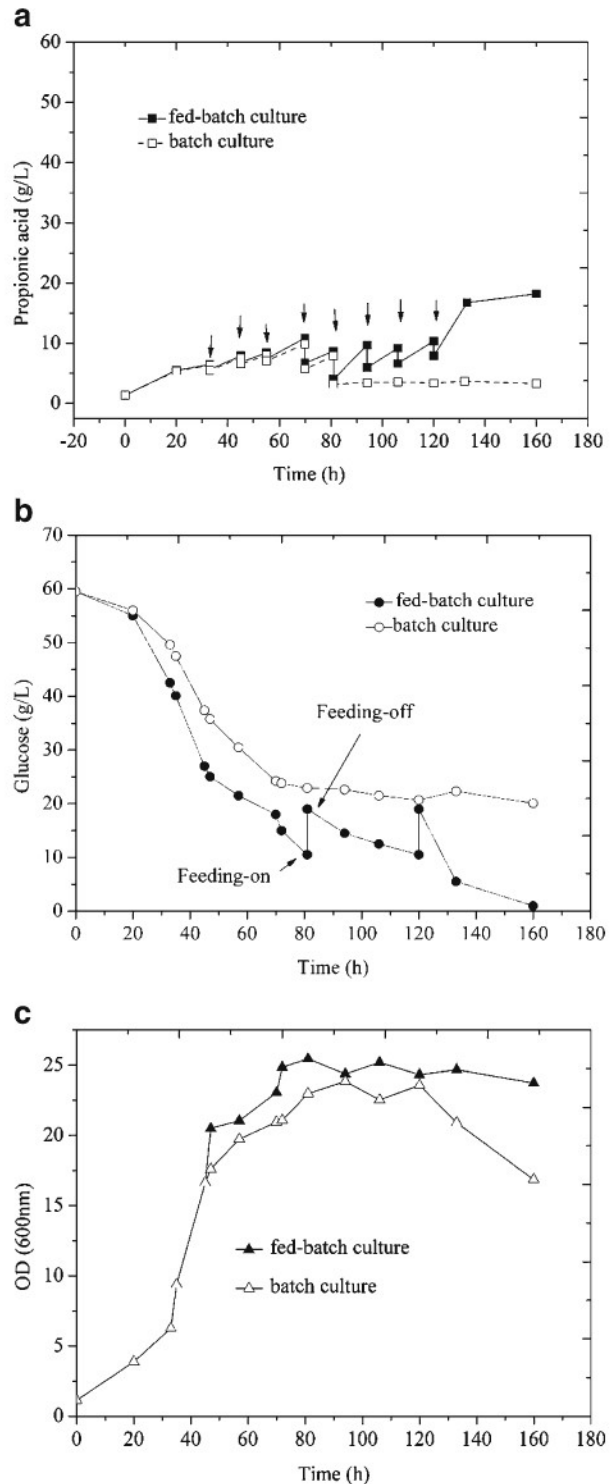 a
60
50
40
30
20
10
0
Propionic acid (g/L)
fed-batch culture
batch culture
-20 0 20 40 60 80 100 120 140 160 180
Time (h)
b
70
60
50
40
30
20
10
0
Glucose (g/L)
fed-batch culture
batch culture
Feeding-off
Feeding-on
0 20 40 60 80 100 120 140 160 180
Time (h)
c
25
20
15
10
5
0
OD (600nm)
fed-batch culture
batch culture
0 20 40 60 80 100 120 140 160 180
Time (h)